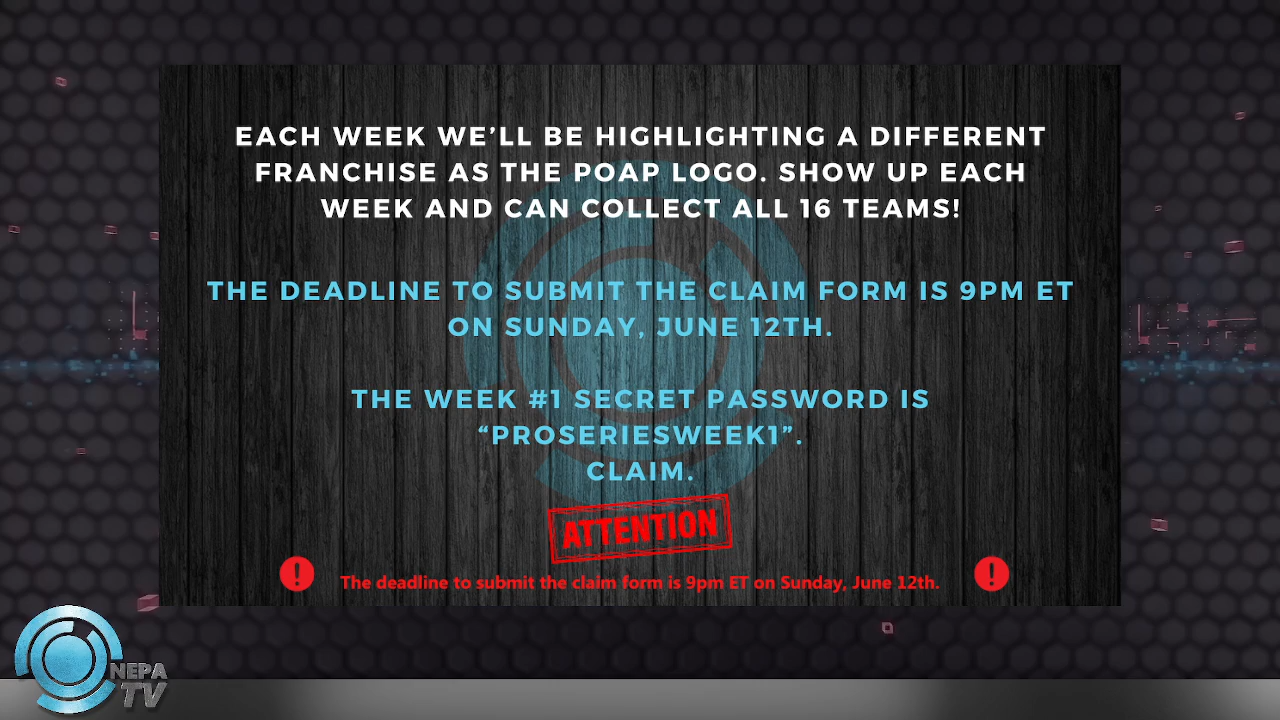 EACH WEEK WE’LL BE HIGHLIGHTING A DIFFERENT
FRANCHISE AS THE POAP LOGO. SHOW UP EACH
WEEK AND CAN COLLECT ALL 16 TEAMS!
THE DEADLINE TO SUBMIT THE CLAIM FORM IS 9PM ET
ON SUNDAY, JUNE 12TH.
THE WEEK #1 SECRET PASSWORD IS
“PROSERIESWEEK1”.
CLAIM.
ATTENTION
! The deadline to submit the claim form is 9pm ET on Sunday, June 12th. !
NEPA
TV